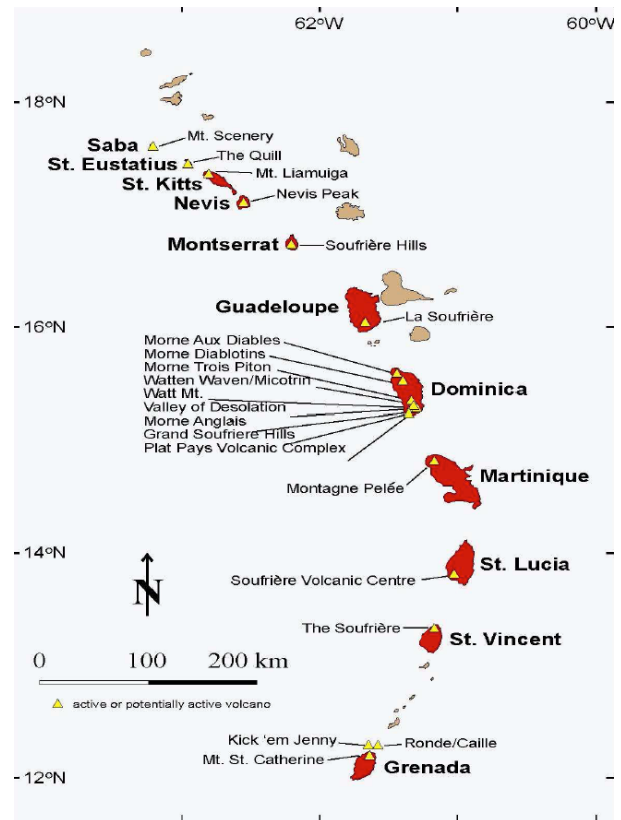 62°W
60°W
18°N
Mt. Scenery
Saba
The Quill
St. Eustatius
Mt. Liamuiga
St. Kitts
Nevis Peak
Nevis
Montserrat
Soufrière Hills
Guadeloupe
La Soufrière
16°N
Morne Aux Diables
Morne Diablotins
Morne Trois Piton
Watten Waven/Micotrin
Watt Mt.
Valley of Desolation
Morne Anglais
Grand Soufriere Hills
Plat Pays Volcanic Complex
Dominica
Martinique
Montagne Pelée
14°N
St. Lucia
Soufrière Volcanic Centre
N
The Soufrière
St. Vincent
0 100 200 km
active or potentially active volcano
Kick 'em Jenny
Ronde/Caille
Mt. St. Catherine
Grenada
12°N